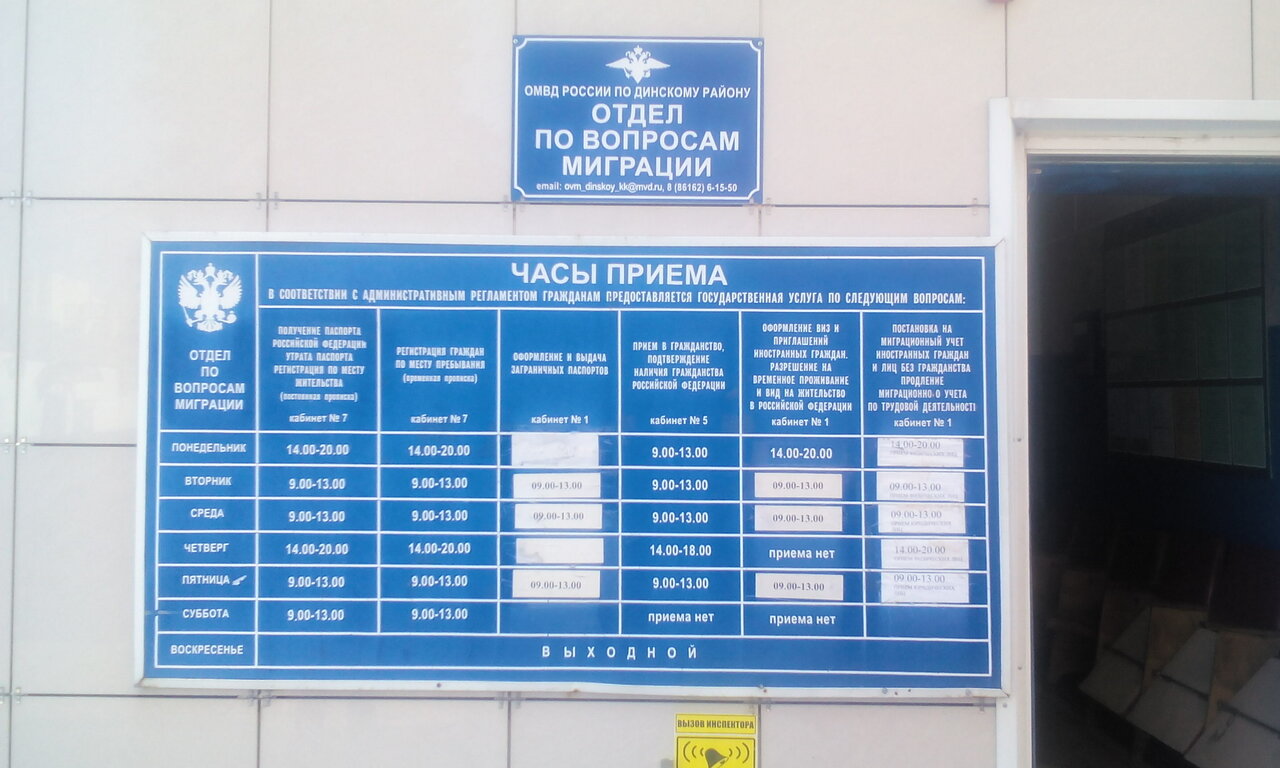 ОМВД РОССИИ ПО ДИНСКОМУ РАЙОНУ
ОТДЕЛ
ПО ВОПРОСАМ
МИГРАЦИИ
email: ovm_dinskoy_kk@mvd.ru, 8 (86162) 6-15-50
ЧАСЫ ПРИЕМА
В СООТВЕТСТВИИ С АДМИНИСТРАТИВНЫМ РЕГЛАМЕНТОМ ГРАЖДАНАМ ПРЕДОСТАВЛЯЕТСЯ ГОСУДАРСТВЕННАЯ УСЛУГА ПО СЛЕДУЮЩИМ ВОПРОСАМ:
ОТДЕЛ
ПО
ВОПРОСАМ
МИГРАЦИИ
ПОЛУЧЕНИЕ ПАСПОРТА
РОССИЙСКОЙ ФЕДЕРАЦИИ
УТРАТА ПАСПОРТА
РЕГИСТРАЦИЯ ПО МЕСТУ
ЖИТЕЛЬСТВА
(постоянная прописка)
кабинет № 7
РЕГИСТРАЦИЯ ГРАЖДАН
ПО МЕСТУ ПРЕБЫВАНИЯ
(временная прописка)
кабинет № 7
ОФОРМЛЕНИЕ И ВЫДАЧА
ЗАГРАНИЧНЫХ ПАСПОРТОВ
кабинет № 1
ПРИЕМ В ГРАЖДАНСТВО,
ПОДТВЕРЖДЕНИЕ
НАЛИЧИЯ ГРАЖДАНСТВА
РОССИЙСКОЙ ФЕДЕРАЦИИ
кабинет № 5
ОФОРМЛЕНИЕ ВИЗ И
ПРИГЛАШЕНИЙ
ИНОСТРАННЫХ ГРАЖДАН.
РАЗРЕШЕНИЕ НА
ВРЕМЕННОЕ ПРОЖИВАНИЕ
И ВИД НА ЖИТЕЛЬСТВО
В РОССИЙСКОЙ ФЕДЕРАЦИИ
кабинет № 1
ПОСТАНОВКА НА
МИГРАЦИОННЫЙ УЧЕТ
ИНОСТРАННЫХ ГРАЖДАН
И ЛИЦ БЕЗ ГРАЖДАНСТВА
ПРОДЛЕНИЕ
МИГРАЦИОННОГО УЧЕТА
ПО ТРУДОВОЙ ДЕЯТЕЛЬНОСТИ
кабинет № 1
ПОНЕДЕЛЬНИК 14.00-20.00 14.00-20.00 9.00-13.00 14.00-20.00 14.00-20.00
ВТОРНИК 9.00-13.00 9.00-13.00 09.00-13.00 9.00-13.00 09.00-13.00 09.00-13.00
СРЕДА 9.00-13.00 9.00-13.00 09.00-13.00 9.00-13.00 09.00-13.00 09.00-13.00
ЧЕТВЕРГ 14.00-20.00 14.00-20.00 14.00-18.00 приема нет 14.00-20.00
ПЯТНИЦА 9.00-13.00 9.00-13.00 09.00-13.00 9.00-13.00 09.00-13.00 09.00-13.00
СУББОТА 9.00-13.00 9.00-13.00 приема нет приема нет
ВОСКРЕСЕНЬЕ ВЫХОДНОЙ
ВЫЗОВ ИНСПЕКТОРА